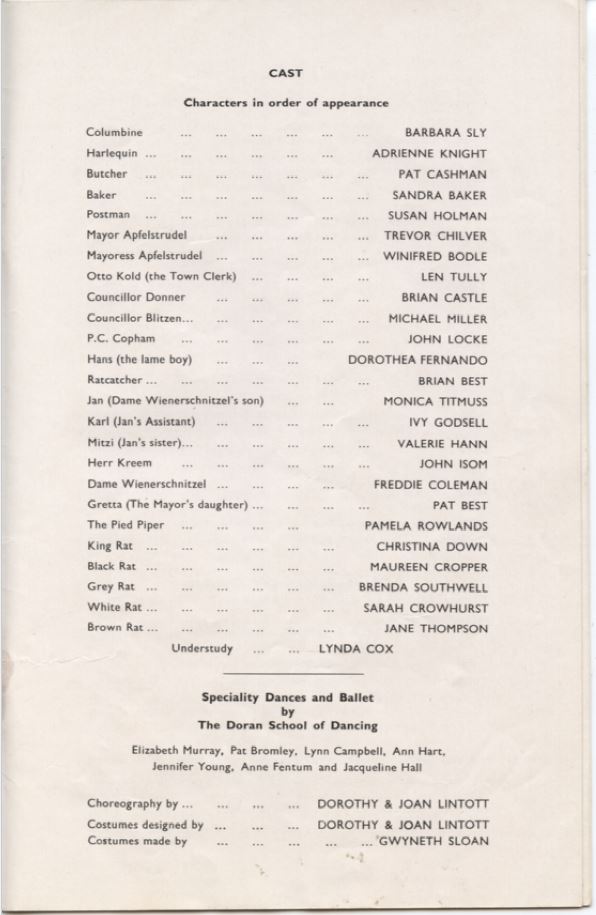 CAST
Characters in order of appearance
Columbine ... ... ... ... ... ... BARBARA SLY
Harlequin ... ... ... ... ... ... ADRIENNE KNIGHT
Butcher ... ... ... ... ... ... ... PAT CASHMAN
Baker ... ... ... ... ... ... ... SANDRA BAKER
Postman ... ... ... ... ... ... ... SUSAN HOLMAN
Mayor Apfelstrudel ... ... ... ... ... TREVOR CHILVER
Mayoress Apfelstrudel ... ... ... ... ... WINIFRED BODLE
Otto Kold (the Town Clerk) ... ... ... ... LEN TULLY
Councillor Donner ... ... ... ... ... BRIAN CASTLE
Councillor Blitzen... ... ... ... ... ... MICHAEL MILLER
P.C. Copham ... ... ... ... ... ... JOHN LOCKE
Hans (the lame boy) ... ... ... DOROTHEA FERNANDO
Ratcatcher ... ... ... ... ... ... ... BRIAN BEST
Jan (Dame Wienerschnitzel's son) ... ... MONICA TITMUSS
Karl (Jan's Assistant) ... ... ... ... ... IVY GODSELL
Mitzi (Jan's sister)... ... ... ... ... ... VALERIE HANN
Herr Kreem ... ... ... ... ... ... JOHN ISOM
Dame Wienerschnitzel ... ... ... ... FREDDIE COLEMAN
Gretta (The Mayor's daughter) ... ... ... ... PAT BEST
The Pied Piper ... ... ... ... PAMELA ROWLANDS
King Rat ... ... ... ... ... ... CHRISTINA DOWN
Black Rat ... ... ... ... ... ... MAUREEN CROPPER
Grey Rat ... ... ... ... ... ... BRENDA SOUTHWELL
White Rat ... ... ... ... ... ... SARAH CROWHURST
Brown Rat ... ... ... ... ... ... JANE THOMPSON
Understudy ... ... LYNDA COX
Speciality Dances and Ballet
by
The Doran School of Dancing
Elizabeth Murray, Pat Bromley, Lynn Campbell, Ann Hart,
Jennifer Young, Anne Fentum and Jacqueline Hall
Choreography by ... ... ... ... DOROTHY & JOAN LINTOTT
Costumes designed by ... ... ... DOROTHY & JOAN LINTOTT
Costumes made by ... ... ... ... ... GWYNETH SLOAN